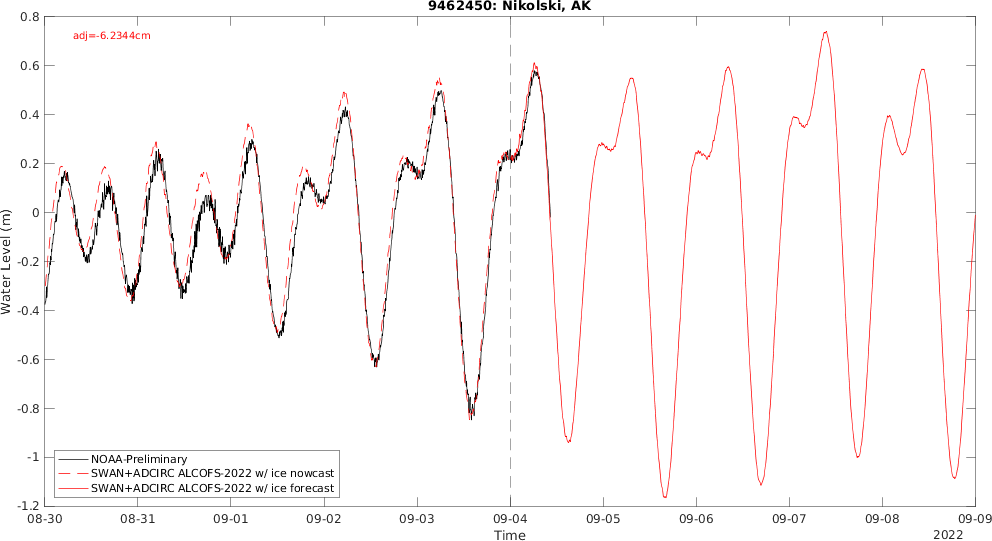 9462450: Nikolski, AK
adj=-6.2344cm
0.8
0.6
0.4
0.2
0
-0.2
-0.4
-0.6
-0.8
-1
-1.2
Water Level (m)
NOAA-Preliminary
SWAN+ADCIRC ALCOFS-2022 w/ ice nowcast
SWAN+ADCIRC ALCOFS-2022 w/ ice forecast
08-30 08-31 09-01 09-02 09-03 09-04 09-05 09-06 09-07 09-08 09-09
Time
2022